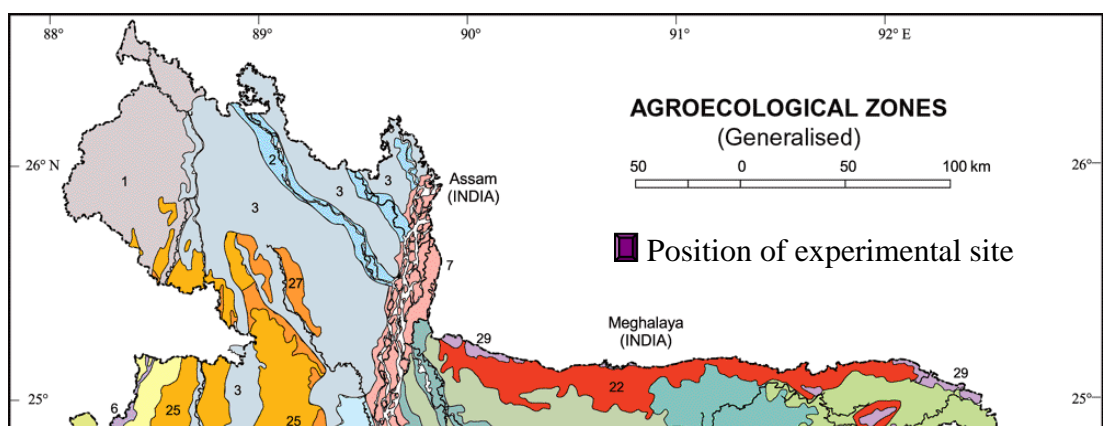 88° 89° 90° 91° 92° E
AGROECOLOGICAL ZONES
(Generalised)
50 0 50 100 km
26° N 26°
2
1 3 3
Assam
(INDIA)
3
Position of experimental site
7
27
Meghalaya
(INDIA)
29
29
22
3
25° 25°
6 25 25